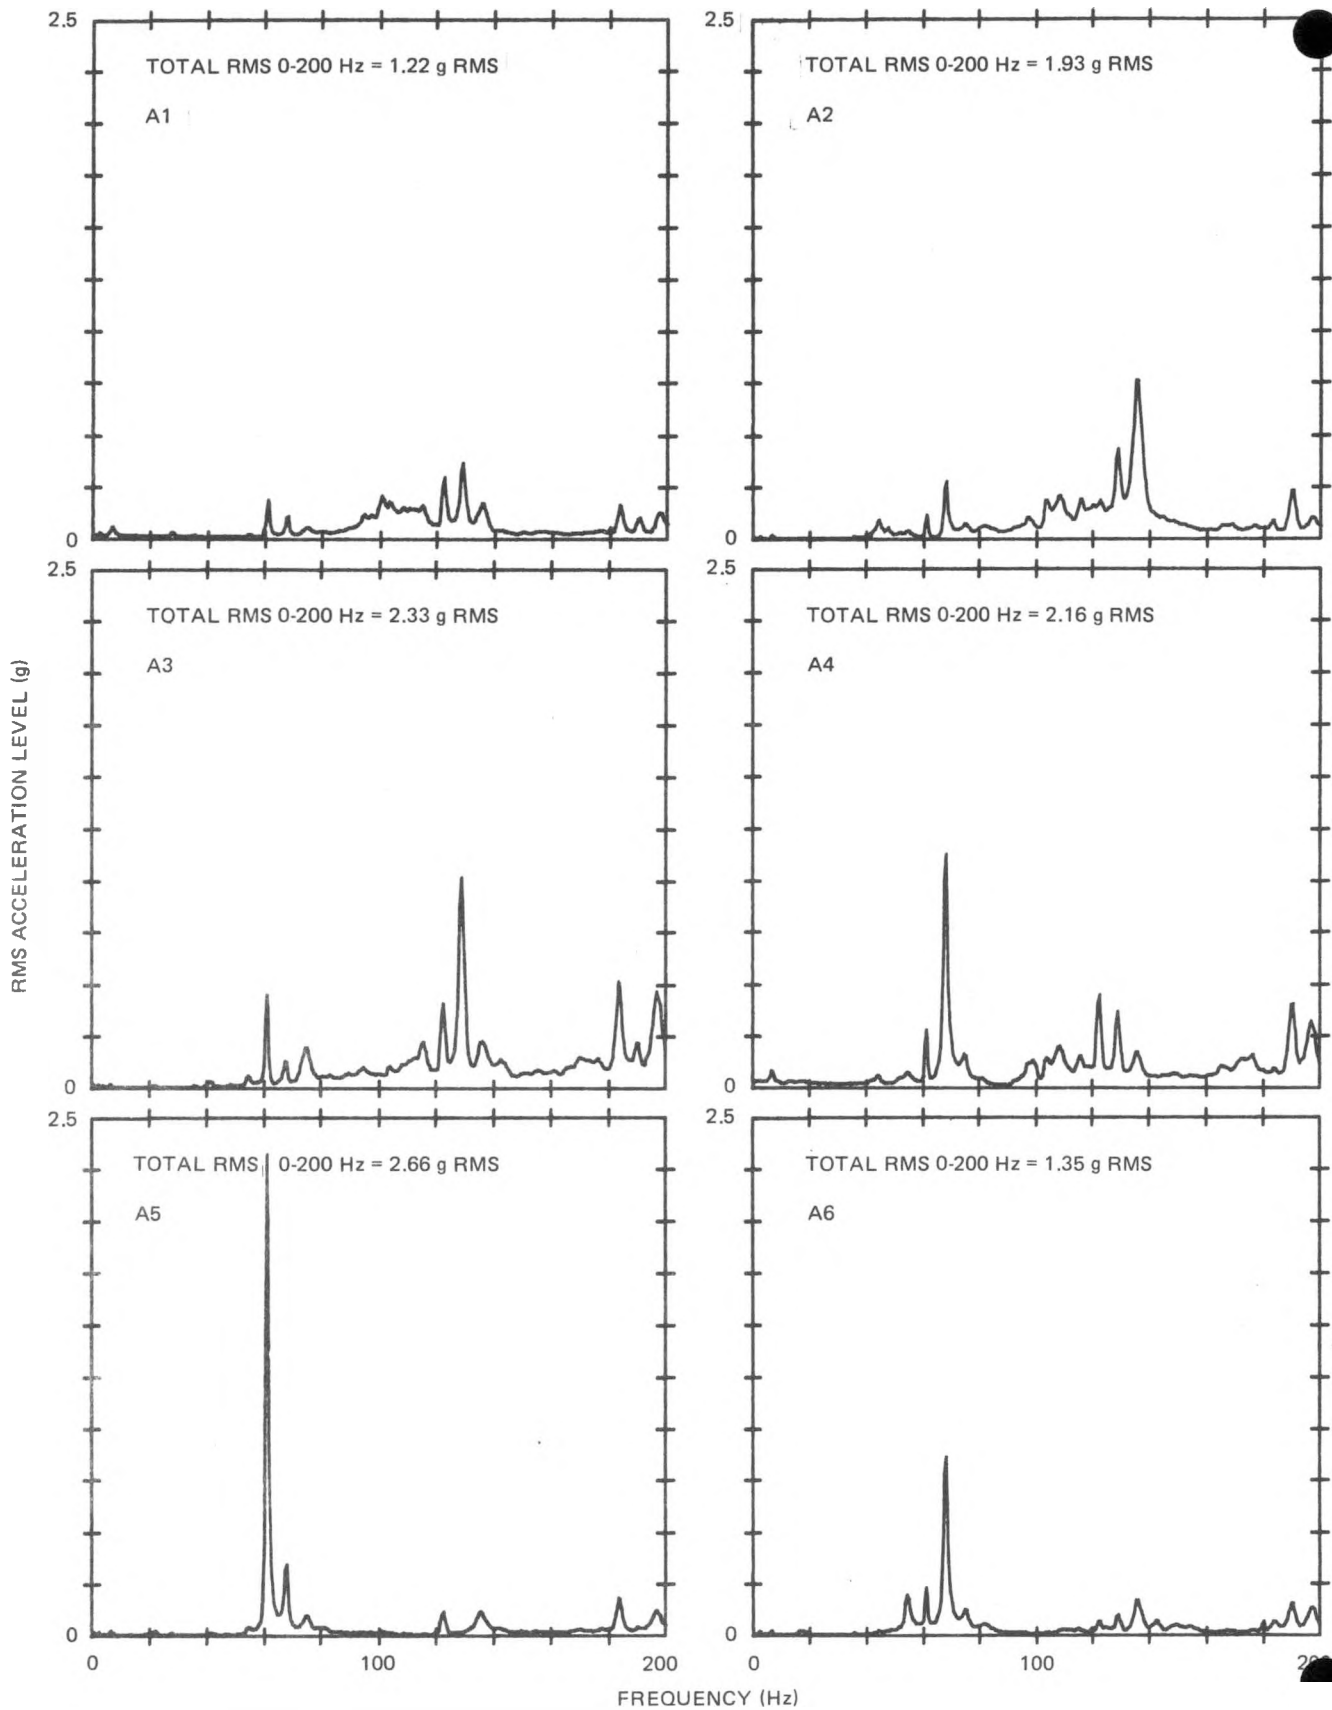 2.5
TOTAL RMS 0-200 Hz = 1.22 g RMS
A1
0
2.5
TOTAL RMS 0-200 Hz = 1.93 g RMS
A2
0
RMS ACCELERATION LEVEL (g)
2.5
TOTAL RMS 0-200 Hz = 2.33 g RMS
A3
0
2.5
TOTAL RMS 0-200 Hz = 2.16 g RMS
A4
0
2.5
TOTAL RMS 0-200 Hz = 2.66 g RMS
A5
0
0 100 200
2.5
TOTAL RMS 0-200 Hz = 1.35 g RMS
A6
0
0 100
FREQUENCY (Hz)